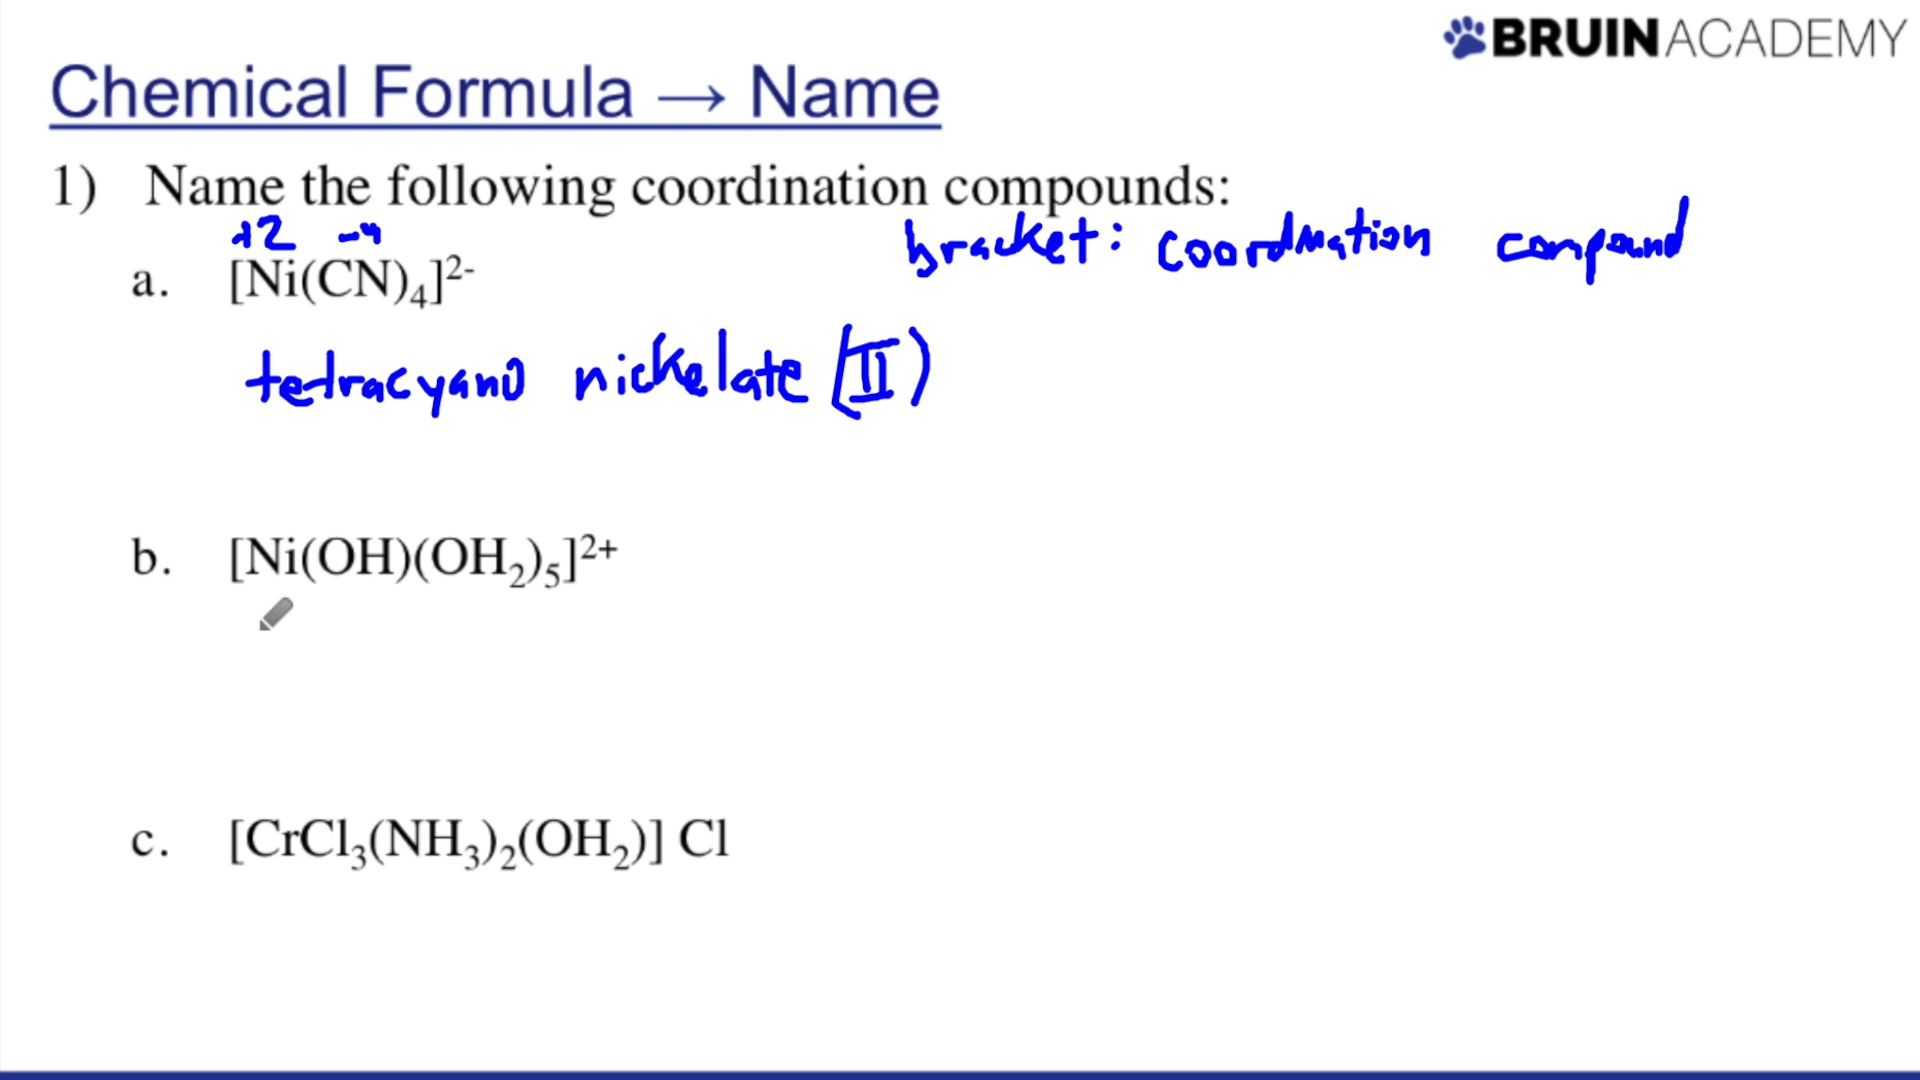 BRUINACADEMY
Chemical Formula → Name
1) Name the following coordination compounds:
bracket: coordination compound
+2 -4
a. [Ni(CN)₄]²⁻
tetracyano nickelate (II)
b. [Ni(OH)(OH₂)₅]²⁺
c. [CrCl₃(NH₃)₂(OH₂)] Cl